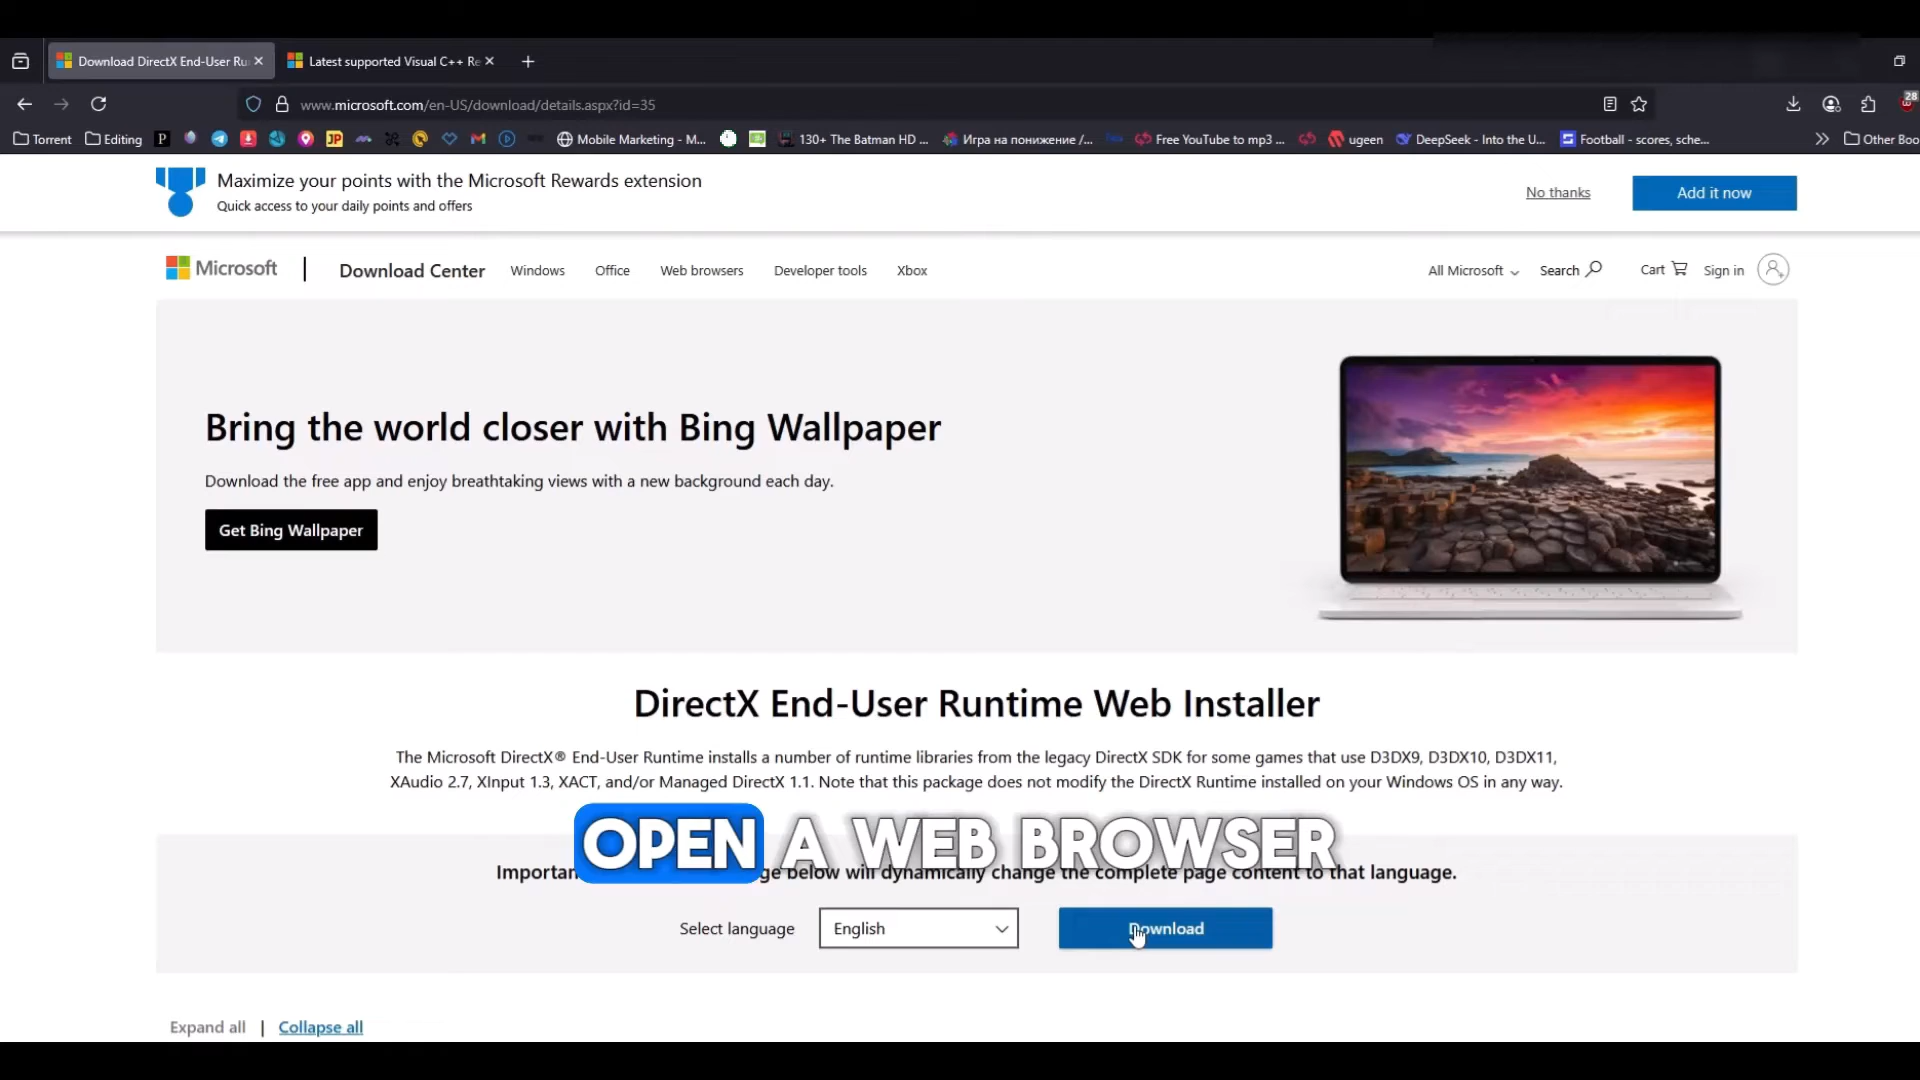 Download DirectX End-User Ru
Latest supported Visual C++ Re
www.microsoft.com/en-US/download/details.aspx?id=35
28
Torrent
Editing
P
JP
Mobile Marketing - M...
130+ The Batman HD ...
Игра на понижение /...
Free YouTube to mp3 ...
ugeen
DeepSeek - Into the U...
Football - scores, sche...
Other Boo
Maximize your points with the Microsoft Rewards extension
Quick access to your daily points and offers
No thanks
Add it now
Microsoft
Download Center
Windows
Office
Web browsers
Developer tools
Xbox
All Microsoft
Search
Cart
Sign in
Bring the world closer with Bing Wallpaper
Download the free app and enjoy breathtaking views with a new background each day.
Get Bing Wallpaper
DirectX End-User Runtime Web Installer
The Microsoft DirectX® End-User Runtime installs a number of runtime libraries from the legacy DirectX SDK for some games that use D3DX9, D3DX10, D3DX11,
XAudio 2.7, XInput 1.3, XACT, and/or Managed DirectX 1.1. Note that this package does not modify the DirectX Runtime installed on your Windows OS in any way.
OPEN A WEB BROWSER
Importan ge below will dynamically change the complete page content to that language.
Select language
English
Download
Expand all | Collapse all